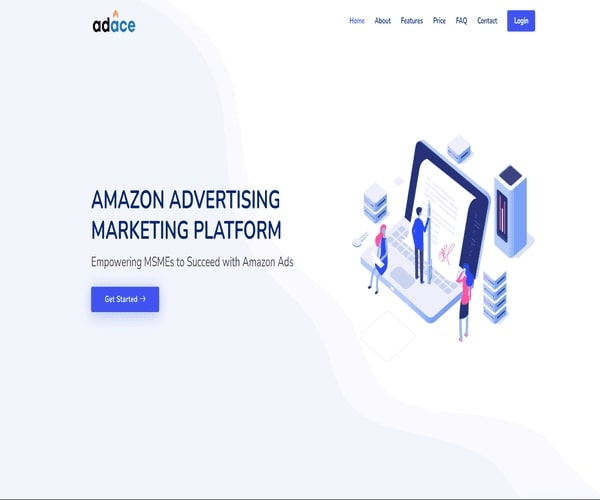 adace
Home About Features Price FAQ Contact Login
AMAZON ADVERTISING
MARKETING PLATFORM
Empowering MSMEs to Succeed with Amazon Ads
Get Started →